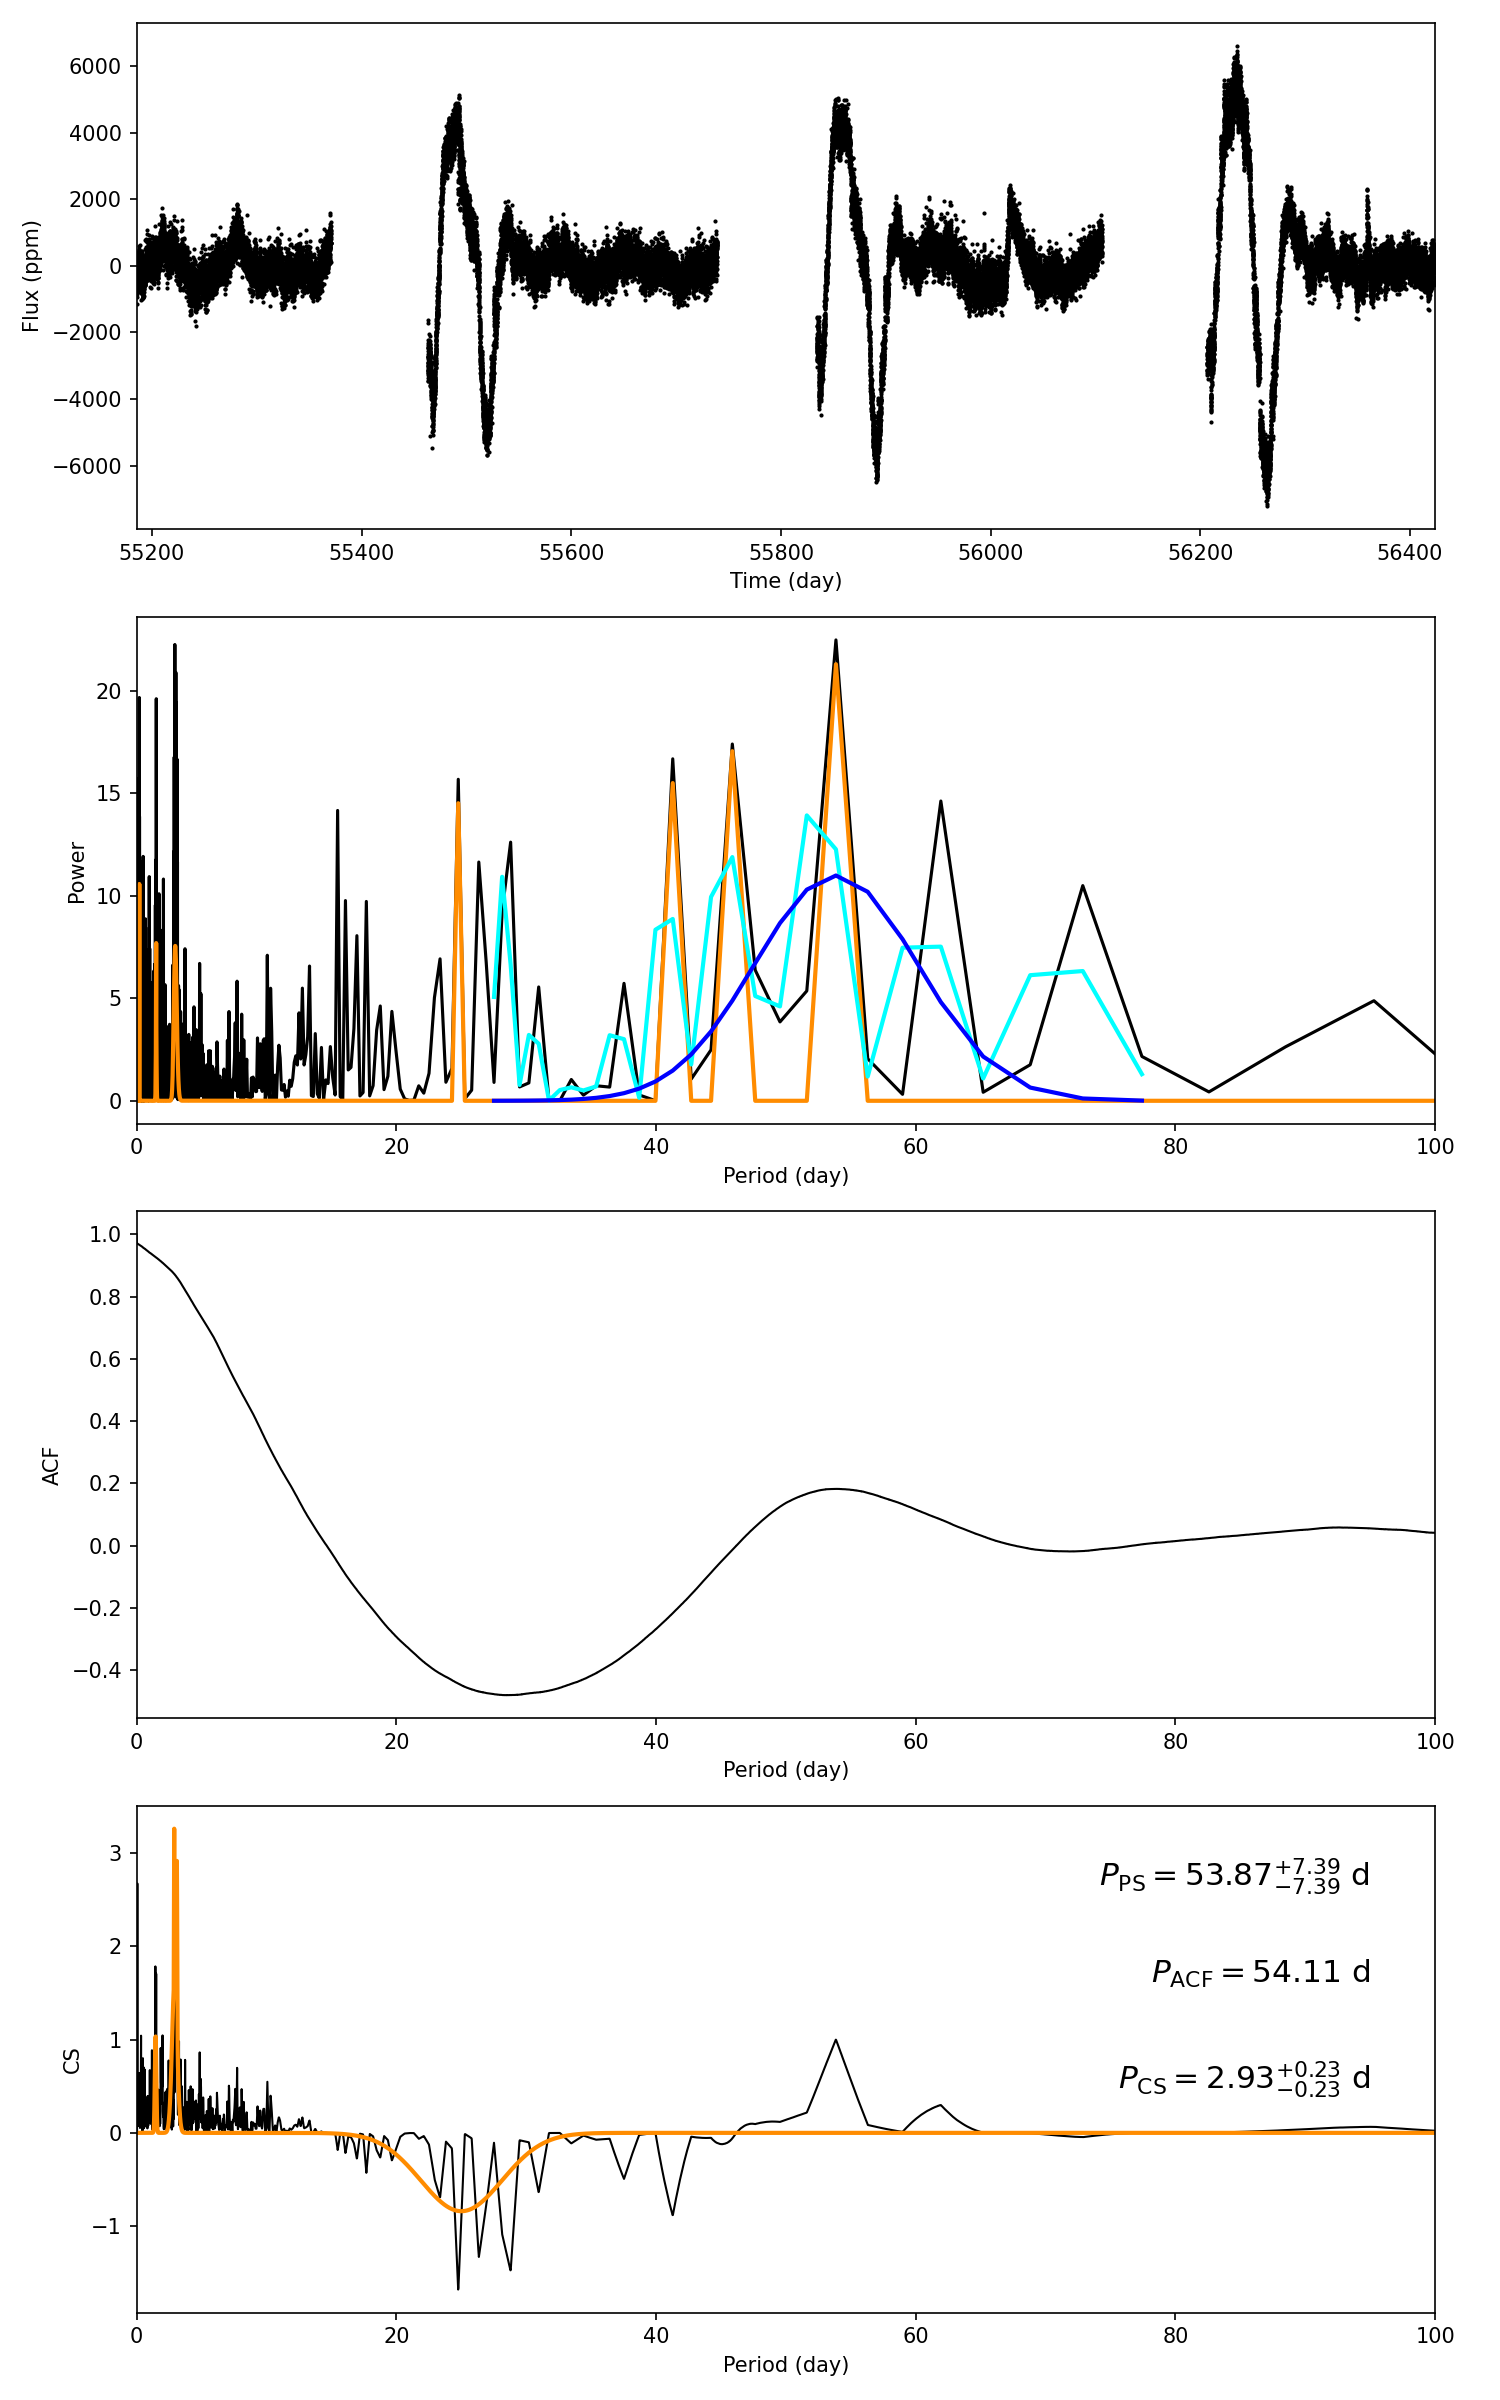 6000
4000
2000
0
−2000
−4000
−6000
Flux (ppm)
55200 55400 55600 55800 56000 56200 56400
Time (day)
20
15
10
5
0
Power
0 20 40 60 80 100
Period (day)
1.0
0.8
0.6
0.4
0.2
0.0
−0.2
−0.4
ACF
0 20 40 60 80 100
Period (day)
3
2
1
0
−1
CS
P_PS = 53.87^{+7.39}_{−7.39} d
P_ACF = 54.11 d
P_CS = 2.93^{+0.23}_{−0.23} d
0 20 40 60 80 100
Period (day)